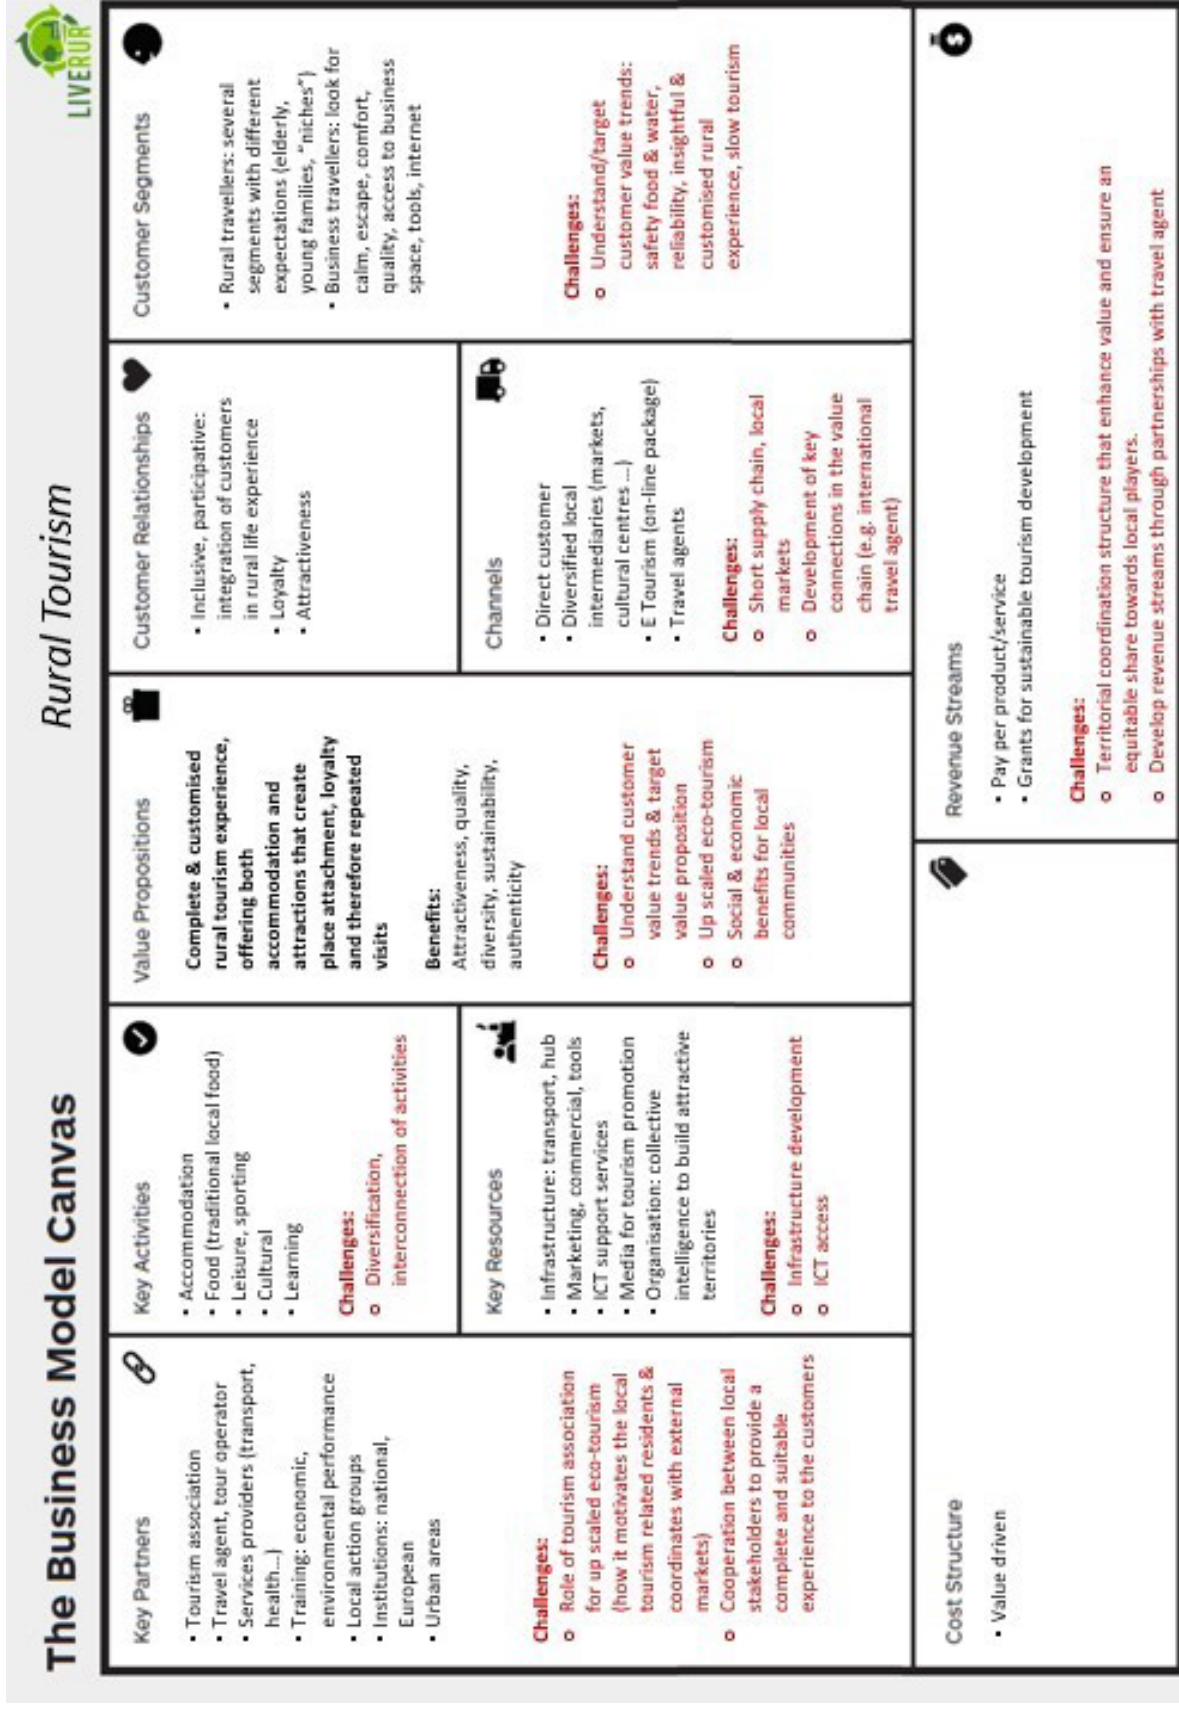 The Business Model Canvas
Rural Tourism
LIVERUR
Key Partners
▪ Tourism association
▪ Travel agent, tour operator
▪ Services providers (transport,
health...)
▪ Training: economic,
environmental performance
▪ Local action groups
▪ Institutions: national,
European
▪ Urban areas
Challenges:
o Role of tourism association
for up scaled eco-tourism
(how it motivates the local
tourism related residents &
coordinates with external
markets)
o Cooperation between local
stakeholders to provide a
complete and suitable
experience to the customers
Key Activities
▪ Accommodation
▪ Food (traditional local food)
▪ Leisure, sporting
▪ Cultural
▪ Learning
Challenges:
o Diversification,
interconnection of activities
Key Resources
▪ Infrastructure: transport, hub
▪ Marketing, commercial, tools
▪ ICT support services
▪ Media for tourism promotion
▪ Organisation: collective
intelligence to build attractive
territories
Challenges:
o Infrastructure development
o ICT access
Value Propositions
Complete & customised
rural tourism experience,
offering both
accommodation and
attractions that create
place attachment, loyalty
and therefore repeated
visits
Benefits:
Attractiveness, quality,
diversity, sustainability,
authenticity
Challenges:
o Understand customer
value trends & target
value proposition
o Up scaled eco-tourism
o Social & economic
benefits for local
communities
Customer Relationships
▪ Inclusive, participative:
integration of customers
in rural life experience
▪ Loyalty
▪ Attractiveness
Channels
▪ Direct customer
▪ Diversified local
intermediaries (markets,
cultural centres ...)
▪ E Tourism (on-line package)
▪ Travel agents
Challenges:
o Short supply chain, local
markets
o Development of key
connections in the value
chain (e.g. international
travel agent)
Customer Segments
▪ Rural travellers: several
segments with different
expectations (elderly,
young families, "niches")
▪ Business travellers: look for
calm, escape, comfort,
quality, access to business
space, tools, internet
Challenges:
o Understand/target
customer value trends:
safety food & water,
reliability, insightful &
customised rural
experience, slow tourism
Cost Structure
▪ Value driven
Revenue Streams
▪ Pay per product/service
▪ Grants for sustainable tourism development
Challenges:
o Territorial coordination structure that enhance value and ensure an
equitable share towards local players.
o Develop revenue streams through partnerships with travel agent